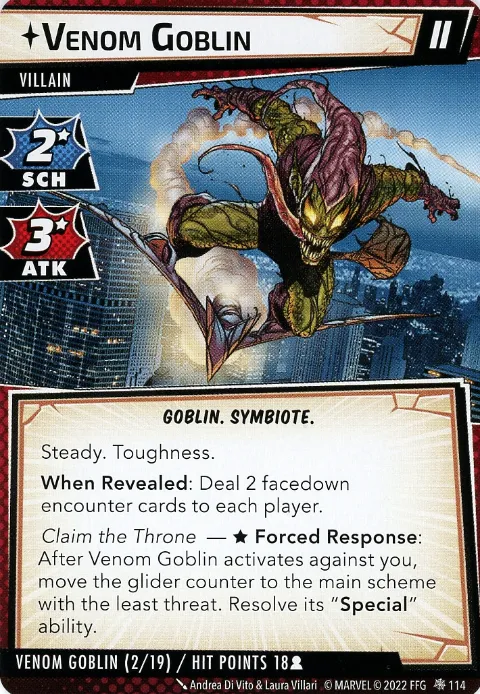 VENOM GOBLIN
II
VILLAIN
2
SCH
3
ATK
GOBLIN. SYMBIOTE.
Steady. Toughness.
When Revealed: Deal 2 facedown
encounter cards to each player.
Claim the Throne — ★ Forced Response:
After Venom Goblin activates against you,
move the glider counter to the main scheme
with the least threat. Resolve its “Special”
ability.
VENOM GOBLIN (2/19) / HIT POINTS 18
Andrea Di Vito & Laura Villari © MARVEL © 2022 FFG 114